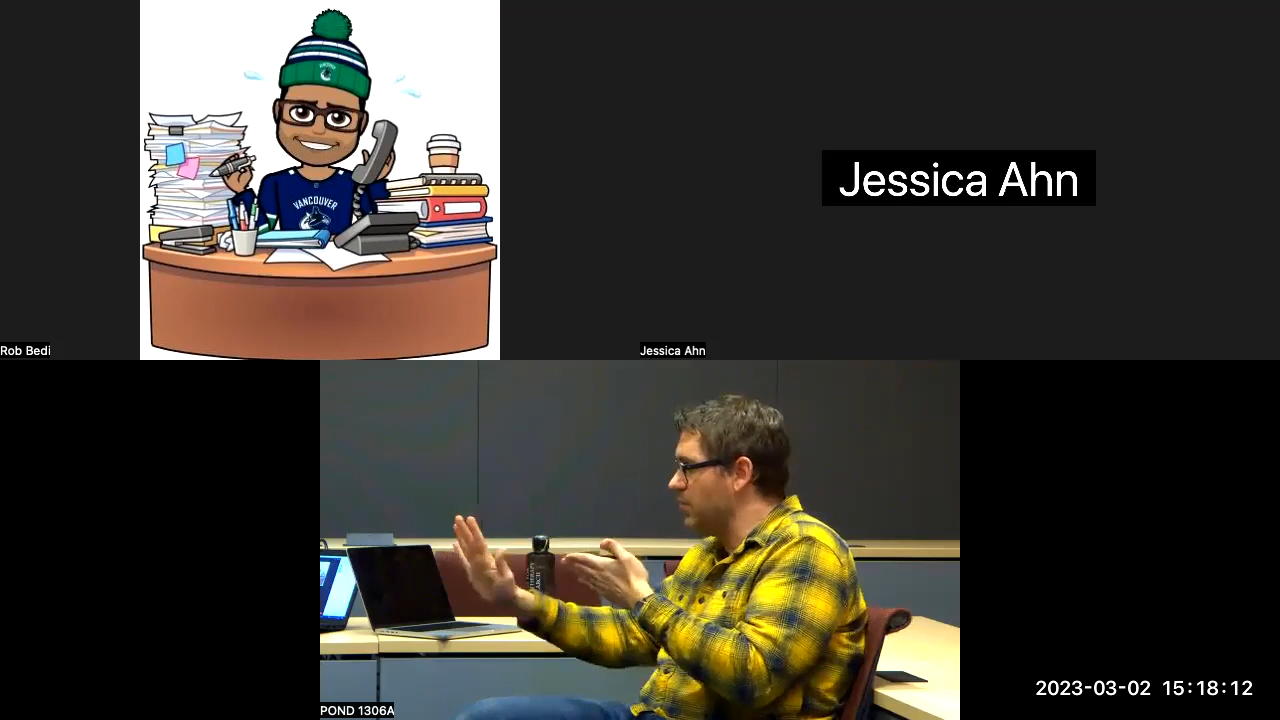 VANCOUVER
Rob Bedi
Jessica Ahn
Jessica Ahn
POND 1306A
2023-03-02 15:18:12